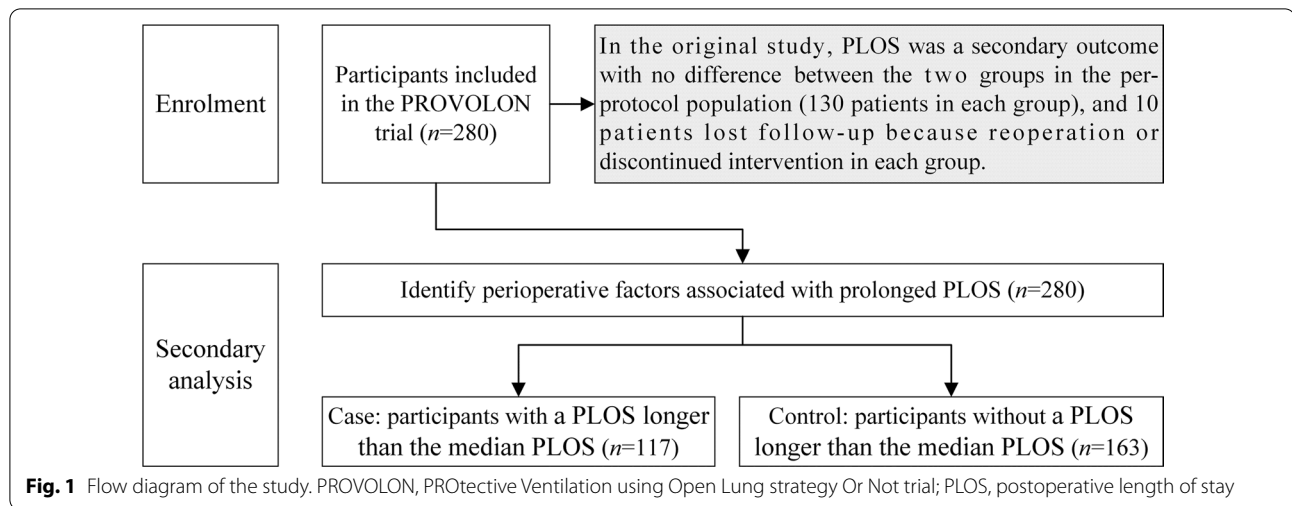 Enrolment
Participants included
in the PROVOLON
trial (n=280)
In the original study, PLOS was a secondary outcome
with no difference between the two groups in the per-
protocol population (130 patients in each group), and 10
patients lost follow-up because reoperation or
discontinued intervention in each group.
Secondary
analysis
Identify perioperative factors associated with prolonged PLOS (n=280)
Case: participants with a PLOS longer
than the median PLOS (n=117)
Control: participants without a PLOS
longer than the median PLOS (n=163)
Fig. 1 Flow diagram of the study. PROVOLON, PROtective Ventilation using Open Lung strategy Or Not trial; PLOS, postoperative length of stay